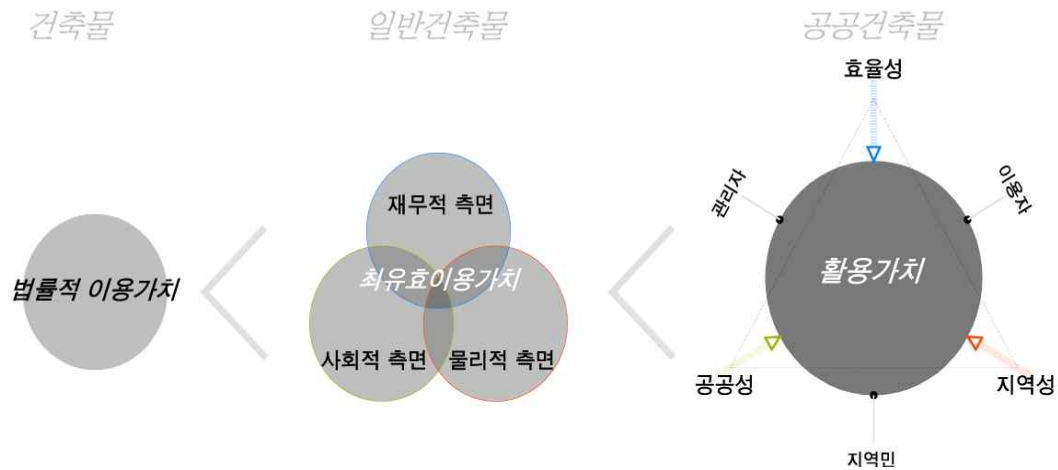 건축물
일반건축물
공공건축물
법률적 이용가치
재무적 측면
최유효이용가치
사회적 측면
물리적 측면
효율성
관리자
이용자
활용가치
공공성
지역성
지역민